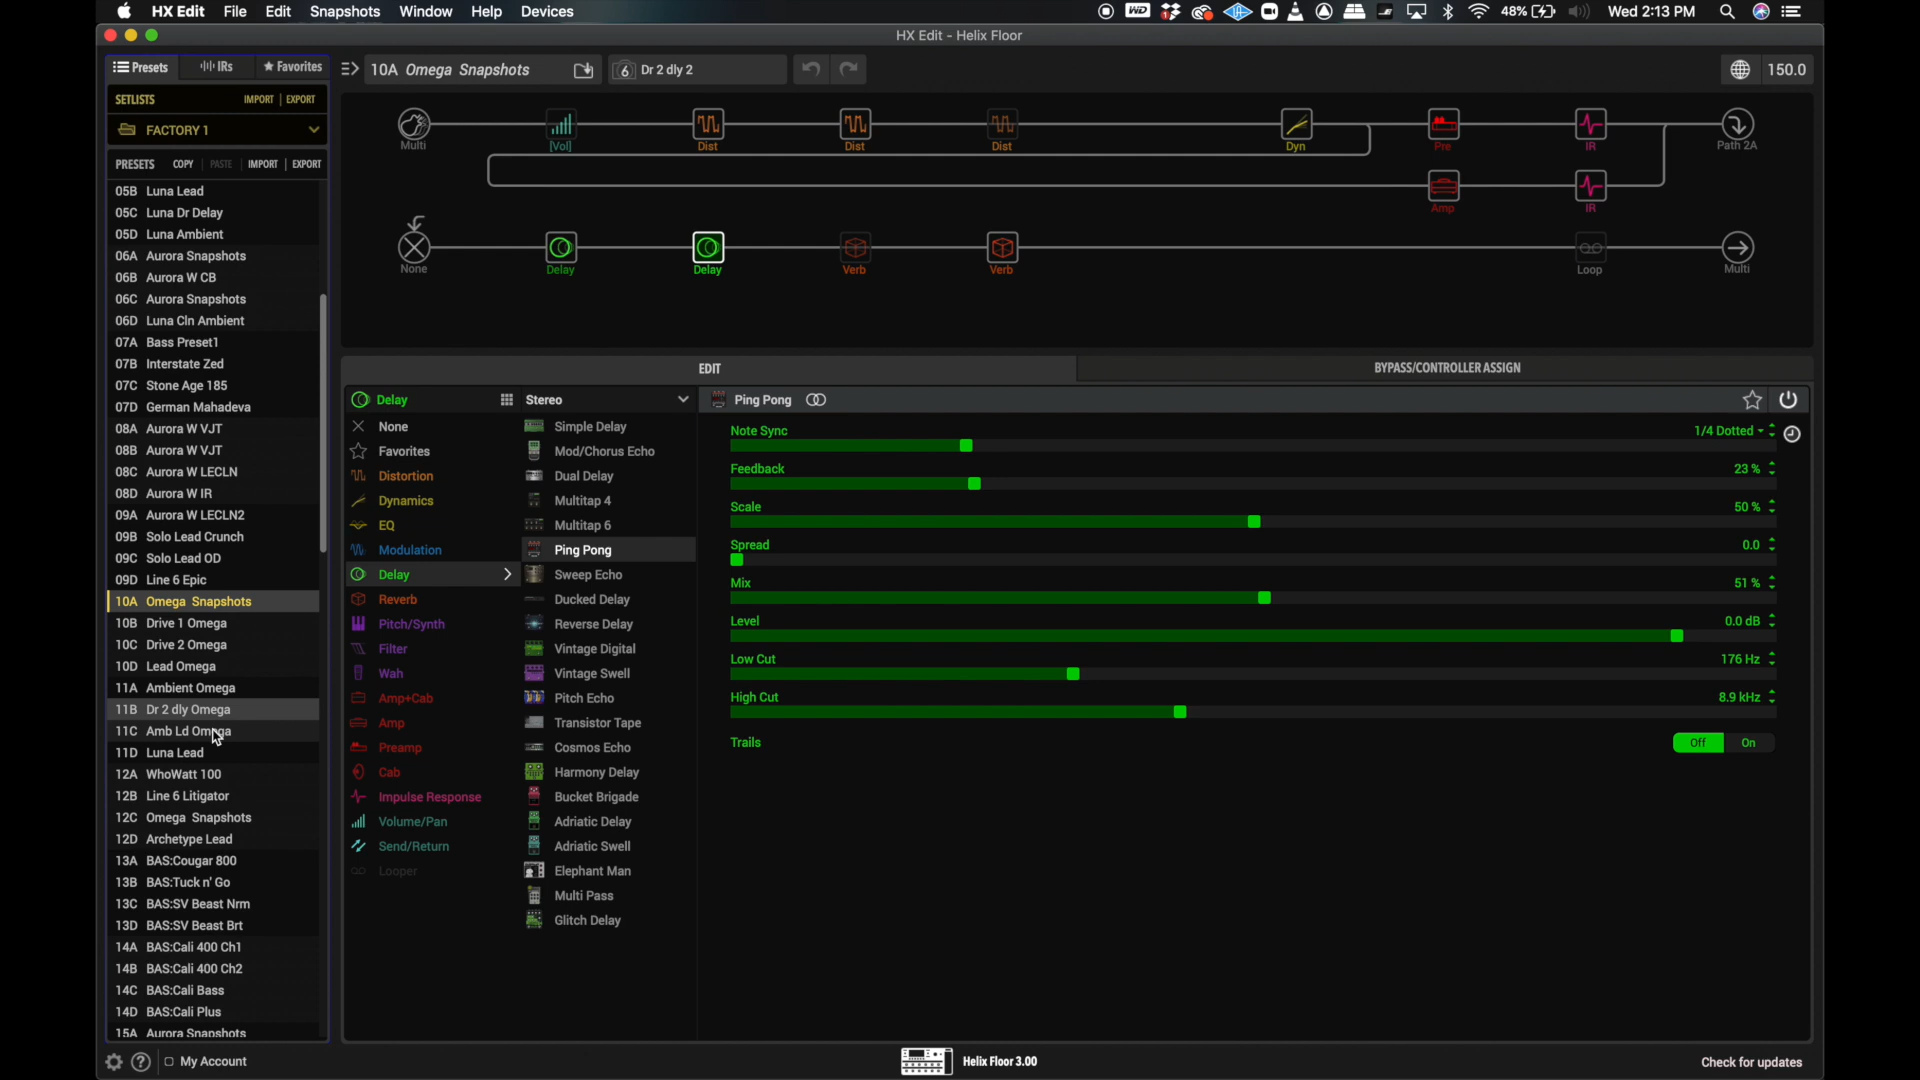 HX Edit File Edit Snapshots Window Help Devices
48% Wed 2:13 PM
HX Edit - Helix Floor
Presets IRs Favorites
10A Omega Snapshots
6 Dr 2 dly 2
150.0
SETLISTS IMPORT | EXPORT
FACTORY 1
PRESETS COPY | PASTE | IMPORT | EXPORT
05B Luna Lead
05C Luna Dr Delay
05D Luna Ambient
06A Aurora Snapshots
06B Aurora W CB
06C Aurora Snapshots
06D Luna Cln Ambient
07A Bass Preset1
07B Interstate Zed
07C Stone Age 185
07D German Mahadeva
08A Aurora W VJT
08B Aurora W VJT
08C Aurora W LECLN
08D Aurora W IR
09A Aurora W LECLN2
09B Solo Lead Crunch
09C Solo Lead OD
09D Line 6 Epic
10A Omega Snapshots
10B Drive 1 Omega
10C Drive 2 Omega
10D Lead Omega
11A Ambient Omega
11B Dr 2 dly Omega
11C Amb Ld Omega
11D Luna Lead
12A WhoWatt 100
12B Line 6 Litigator
12C Omega Snapshots
12D Archetype Lead
13A BAS:Cougar 800
13B BAS:Tuck n' Go
13C BAS:SV Beast Nrm
13D BAS:SV Beast Brt
14A BAS:Cali 400 Ch1
14B BAS:Cali 400 Ch2
14C BAS:Cali Bass
14D BAS:Cali Plus
15A Aurora Snapshots
Multi [Vol] Dist Dist Dist Dyn Pre IR Path 2A
Amp IR
None Delay Delay Verb Verb Loop Multi
EDIT
BYPASS/CONTROLLER ASSIGN
Delay
None
Favorites
Distortion
Dynamics
EQ
Modulation
Delay
Reverb
Pitch/Synth
Filter
Wah
Amp+Cab
Amp
Preamp
Cab
Impulse Response
Volume/Pan
Send/Return
Looper
Stereo
Simple Delay
Mod/Chorus Echo
Dual Delay
Multitap 4
Multitap 6
Ping Pong
Sweep Echo
Ducked Delay
Reverse Delay
Vintage Digital
Vintage Swell
Pitch Echo
Transistor Tape
Cosmos Echo
Harmony Delay
Bucket Brigade
Adriatic Delay
Adriatic Swell
Elephant Man
Multi Pass
Glitch Delay
Ping Pong
Note Sync 1/4 Dotted
Feedback 23 %
Scale 50 %
Spread 0.0
Mix 51 %
Level 0.0 dB
Low Cut 176 Hz
High Cut 8.9 kHz
Trails Off On
My Account
Helix Floor 3.00
Check for updates